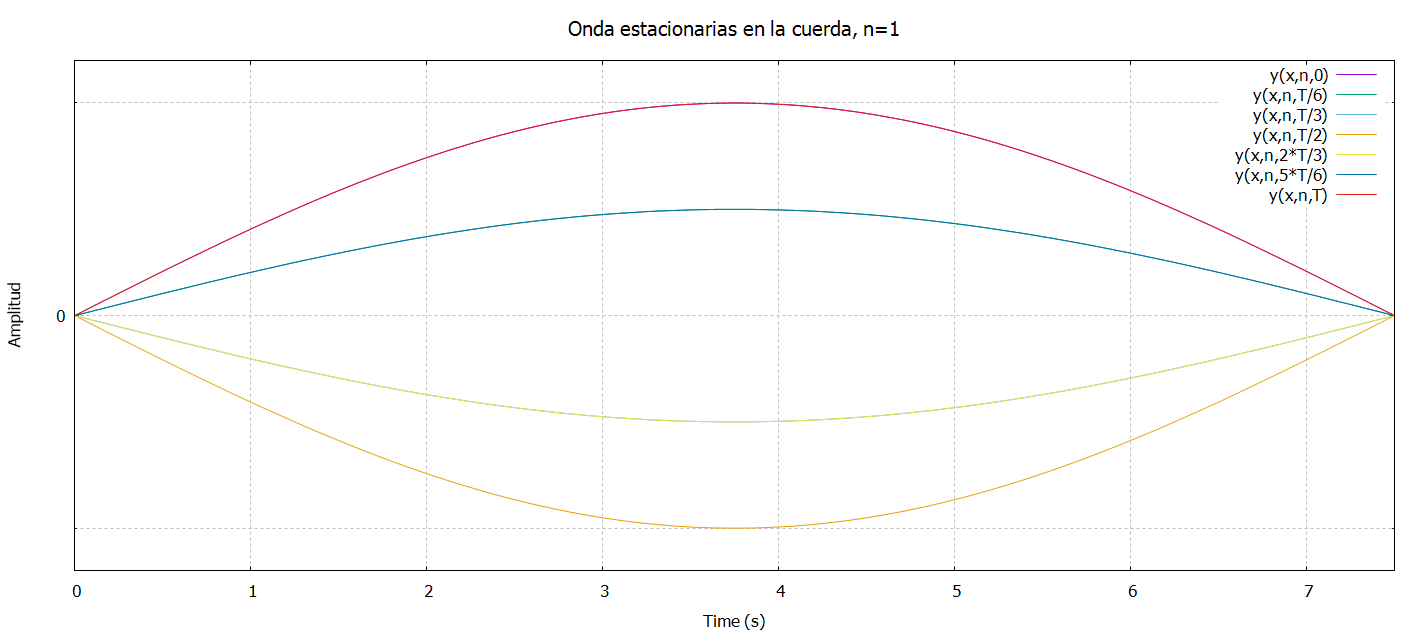 Onda estacionarias en la cuerda, n=1
y(x,n,0)
y(x,n,T/6)
y(x,n,T/3)
y(x,n,T/2)
y(x,n,2*T/3)
y(x,n,5*T/6)
y(x,n,T)
Amplitud
0
0 1 2 3 4 5 6 7
Time (s)